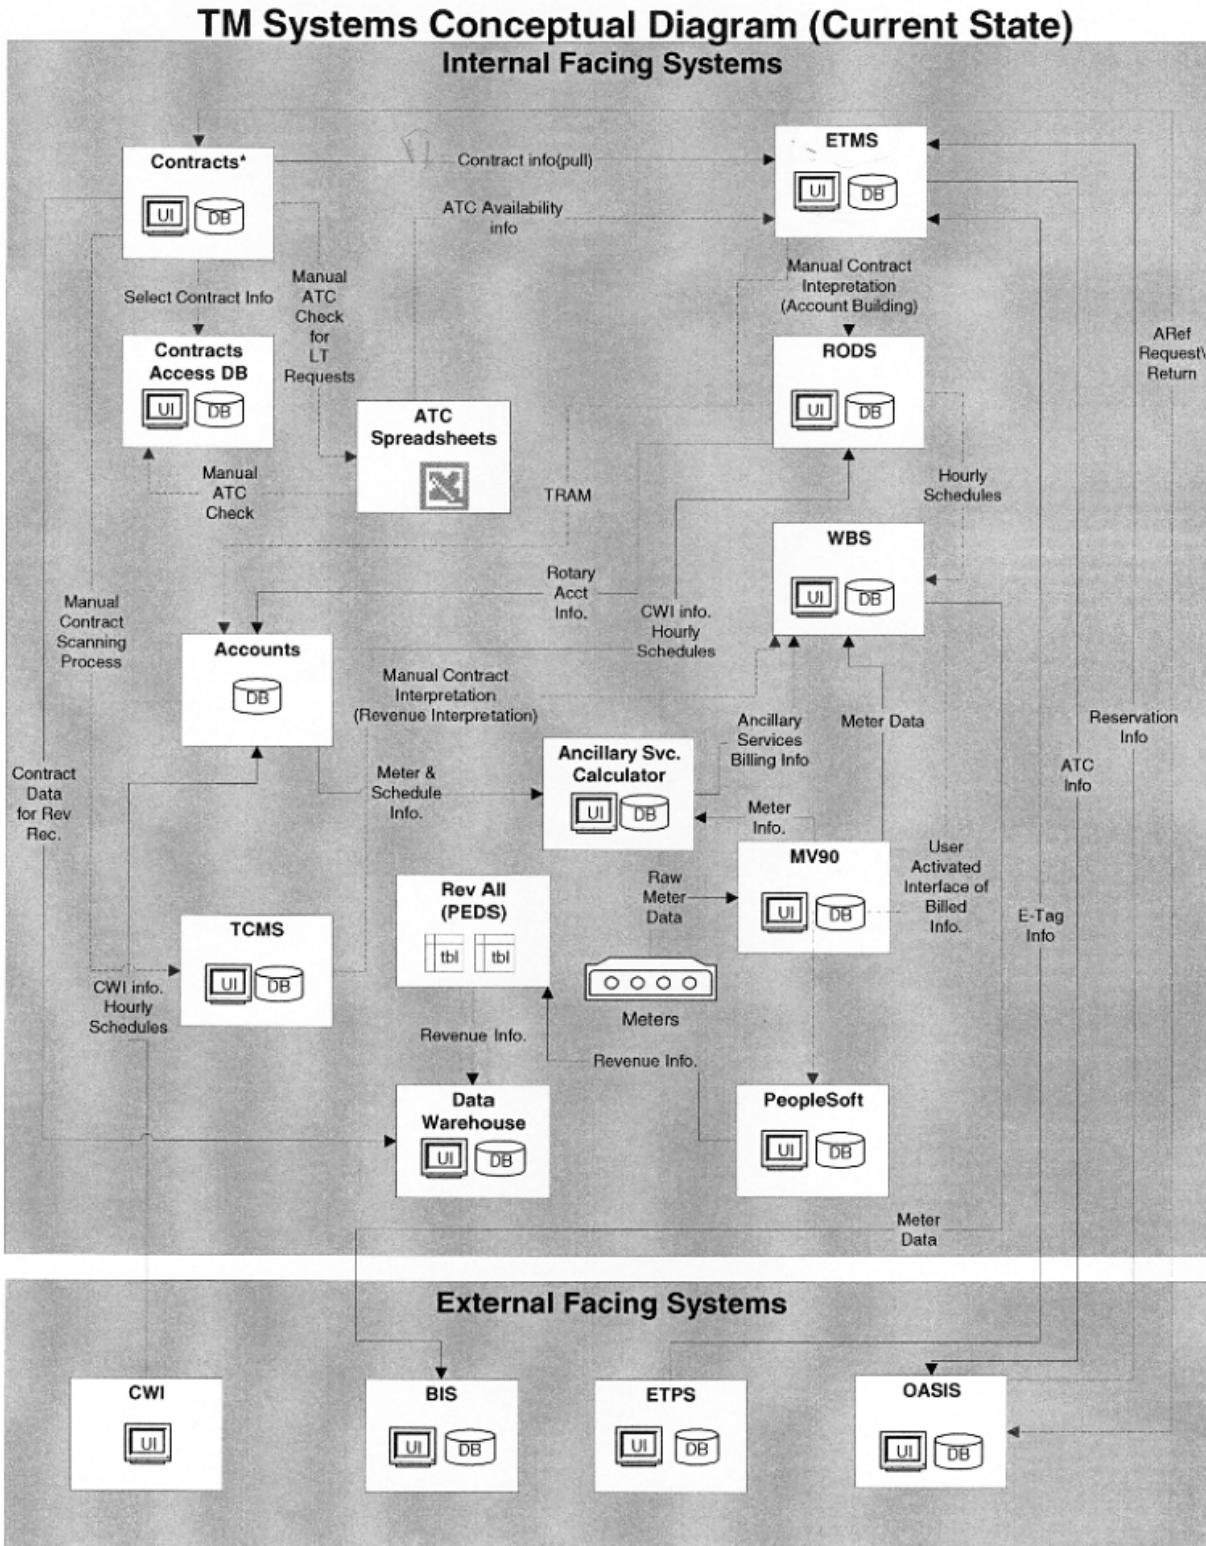 TM Systems Conceptual Diagram (Current State)
Internal Facing Systems
Contracts*
UI
DB
Contract info(pull)
ETMS
UI
DB
ATC Availability
info
Manual
ATC
Check
for
LT
Requests
Select Contract Info
Manual Contract
Intepretation
(Account Building)
ARef
Request\
Return
Contracts
Access DB
UI
DB
RODS
UI
DB
ATC
Spreadsheets
Manual
ATC
Check
TRAM
Hourly
Schedules
WBS
UI
DB
Rotary
Acct
Info.
CWI info.
Hourly
Schedules
Manual
Contract
Scanning
Process
Accounts
DB
Manual Contract
Interpretation
(Revenue Interpretation)
Ancillary
Services
Billing Info
Meter Data
Reservation
Info
ATC
Info
Contract
Data
for Rev
Rec.
Meter &
Schedule
Info.
Ancillary Svc.
Calculator
UI
DB
Meter
Info.
MV90
UI
DB
User
Activated
Interface of
Billed
Info.
E-Tag
Info
Raw
Meter
Data
Rev All
(PEDS)
tbl
tbl
TCMS
UI
DB
CWI info.
Hourly
Schedules
Meters
Revenue Info.
Revenue Info.
Data
Warehouse
UI
DB
PeopleSoft
UI
DB
Meter
Data
External Facing Systems
CWI
UI
BIS
UI
DB
ETPS
UI
DB
OASIS
UI
DB